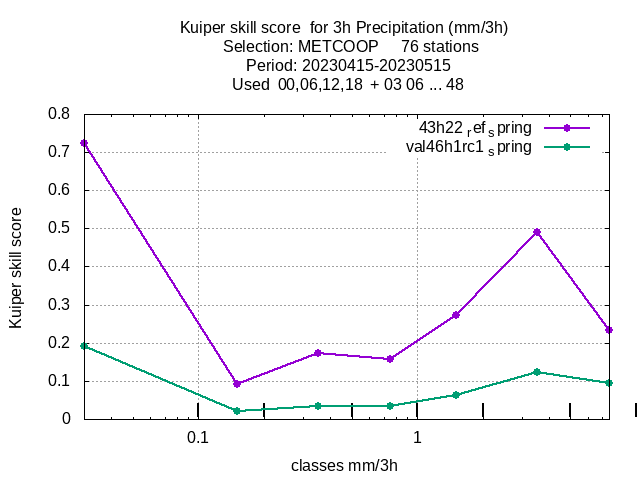 Kuiper skill score  for 3h Precipitation (mm/3h)
Selection: METCOOP     76 stations
Period: 20230415-20230515
Used  00,06,12,18  + 03 06 ... 48
0.8
0.7
0.6
0.5
0.4
0.3
0.2
0.1
0
Kuiper skill score
43h22 ref spring
val46h1rc1 spring
0.1
1
classes mm/3h